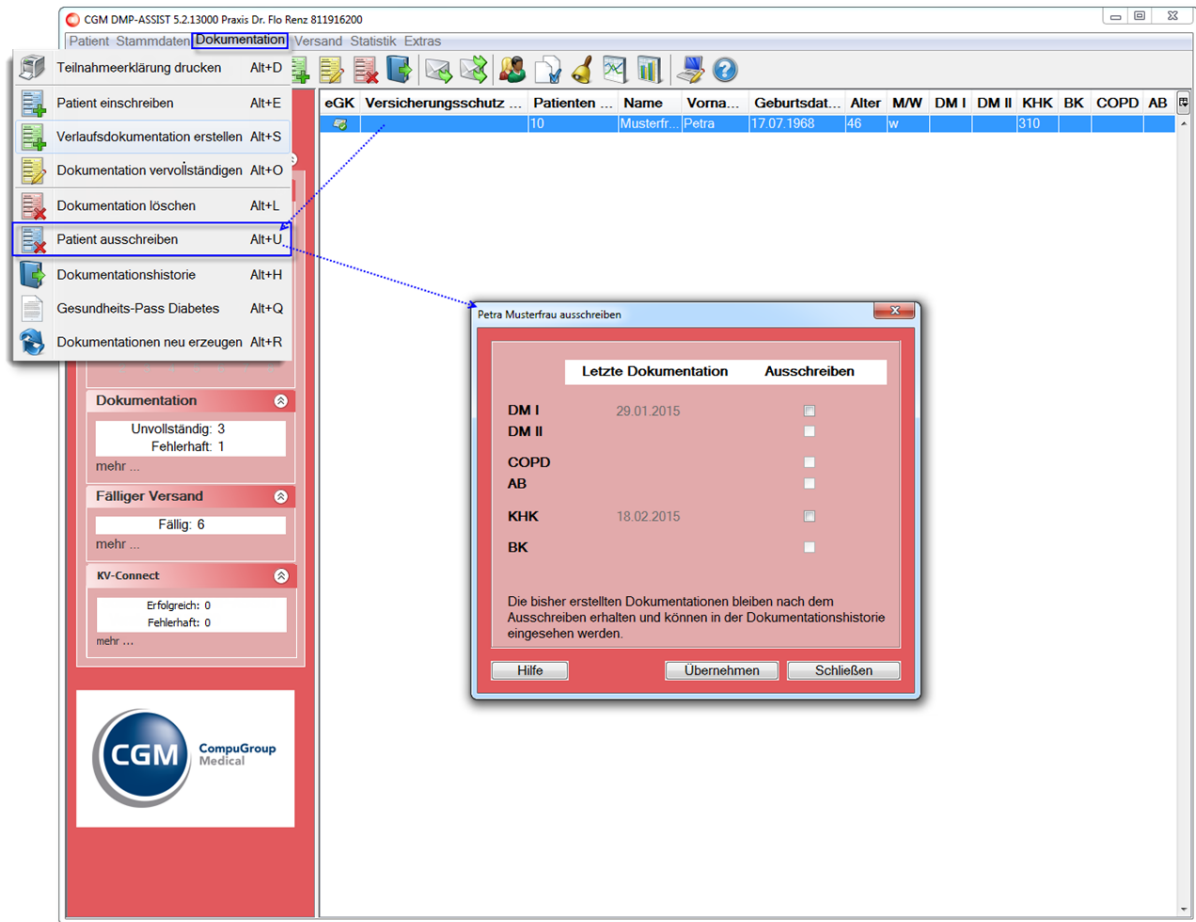 CGM DMP-ASSIST 5.2.13000 Praxis Dr. Flo Renz 811916200
Patient Stammdaten Dokumentation Versand Statistik Extras
Teilnahmeerklärung drucken Alt+D
Patient einschreiben Alt+E
Verlaufsdokumentation erstellen Alt+S
Dokumentation vervollständigen Alt+O
Dokumentation löschen Alt+L
Patient ausschreiben Alt+U
Dokumentationshistorie Alt+H
Gesundheits-Pass Diabetes Alt+Q
Dokumentationen neu erzeugen Alt+R
eGK Versicherungsschutz ... Patienten ... Name Vorna... Geburtsdat... Alter M/W DM I DM II KHK BK COPD AB
10 Musterfr... Petra 17.07.1968 46 w 310
Dokumentation
Unvollständig: 3
Fehlerhaft: 1
mehr ...
Fälliger Versand
Fällig: 6
mehr ...
KV-Connect
Erfolgreich: 0
Fehlerhaft: 0
mehr ...
CGM CompuGroup
Medical
Petra Musterfrau ausschreiben
Letzte Dokumentation Ausschreiben
DM I 29.01.2015
DM II
COPD
AB
KHK 18.02.2015
BK
Die bisher erstellten Dokumentationen bleiben nach dem
Ausschreiben erhalten und können in der Dokumentationshistorie
eingesehen werden.
Hilfe Übernehmen Schließen